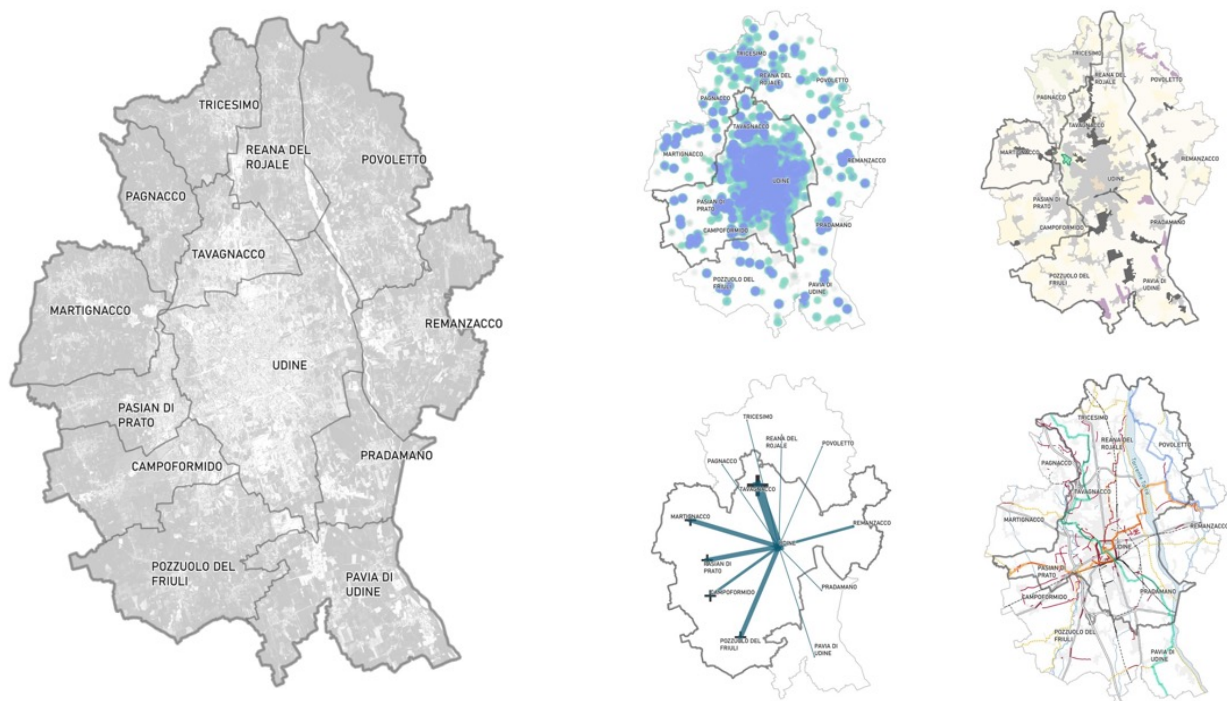 TRICESIMO
REANA DEL
ROJALE
POVOLETTO
PAGNACCO
TAVAGNACCO
MARTIGNACCO
REMANZACCO
UDINE
PASIAN DI
PRATO
CAMPOFORMIDO
PRADAMANO
POZZUOLO DEL
FRIULI
PAVIA DI
UDINE
TRICESIMO
REANA DEL
ROJALE
POVOLETTO
PAGNACCO
TAVAGNACCO
MARTIGNACCO
REMANZACCO
UDINE
PASIAN DI
PRATO
CAMPOFORMIDO
PRADAMANO
POZZUOLO DEL
FRIULI
PAVIA DI
UDINE
TRICESIMO
REANA DEL
ROJALE
POVOLETTO
PAGNACCO
TAVAGNACCO
MARTIGNACCO
REMANZACCO
UDINE
PASIAN DI
PRATO
PRADAMANO
CAMPOFORMIDO
POZZUOLO DEL
FRIULI
PAVIA DI
UDINE
TRICESIMO
REANA DEL
ROJALE
POVOLETTO
PAGNACCO
TAVAGNACCO
MARTIGNACCO
REMANZACCO
UDINE
PASIAN DI
PRATO
PRADAMANO
CAMPOFORMIDO
POZZUOLO DEL
FRIULI
PAVIA DI
UDINE
TRICESIMO
REANA DEL
ROJALE
POVOLETTO
PAGNACCO
TAVAGNACCO
MARTIGNACCO
REMANZACCO
UDINE
PASIAN DI
PRATO
PRADAMANO
CAMPOFORMIDO
POZZUOLO DEL
FRIULI
PAVIA DI
UDINE